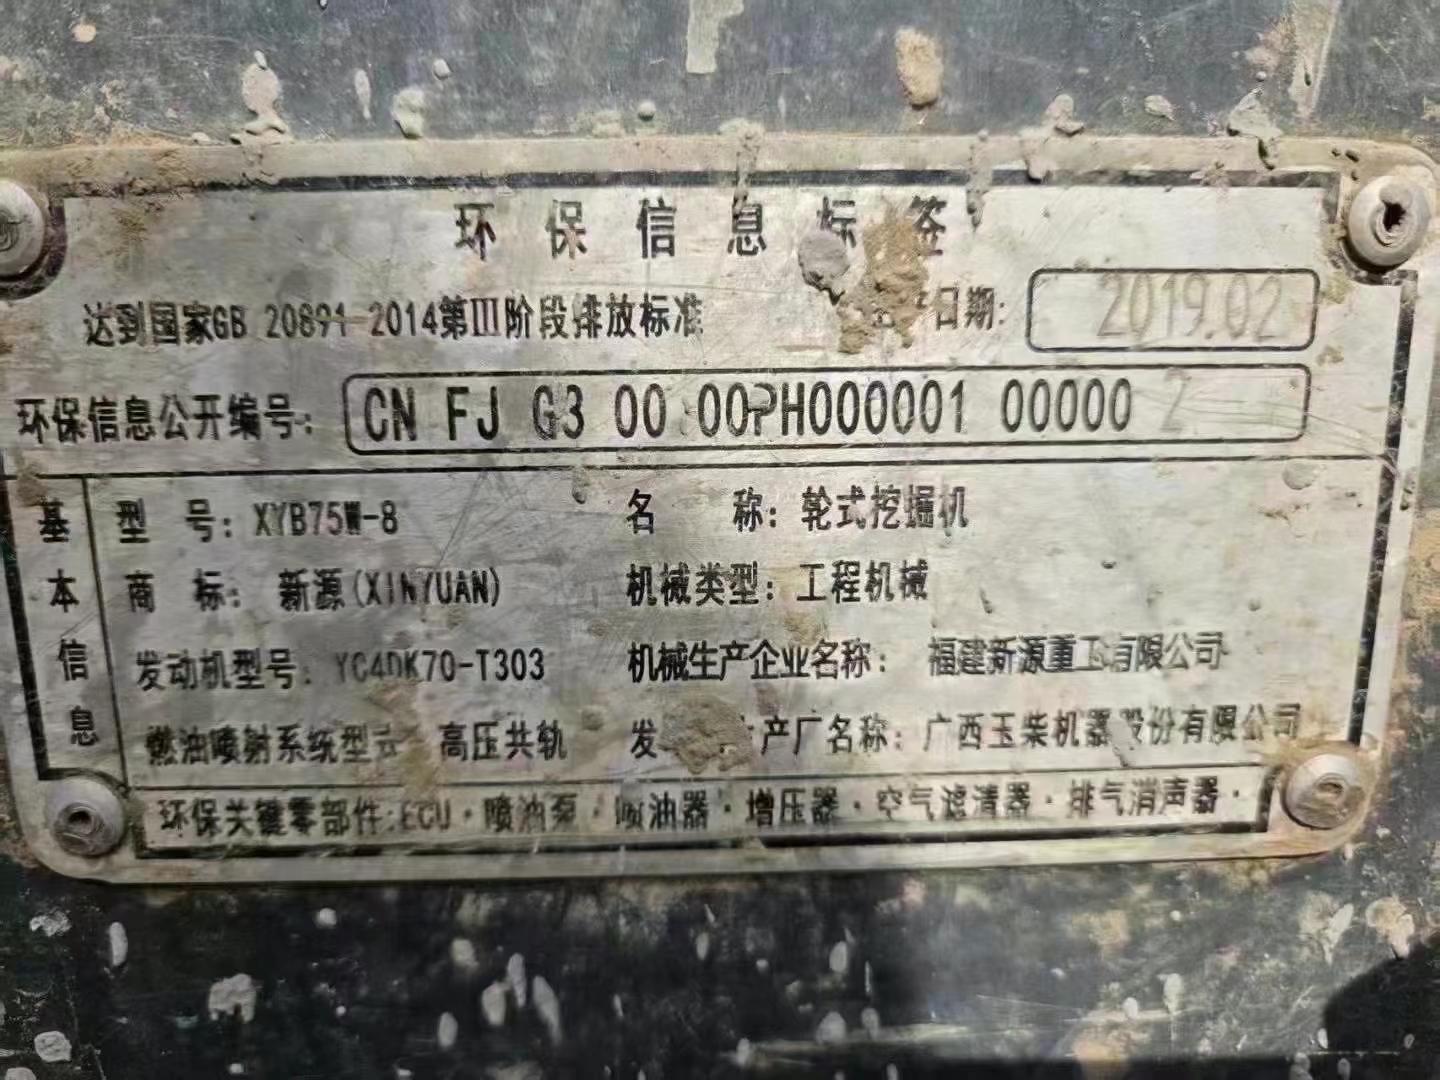 环保信息标签
达到国家GB 20891-2014第III阶段排放标准 日期: 2019.02
环保信息公开编号: CN FJ G3 00 00 00PH000001 00000 2
基本信息
型 号: XYB75W-8 名 称: 轮式挖掘机
商 标: 新源(XINYUAN) 机械类型: 工程机械
发动机型号: YC4DK70-T303 机械生产企业名称: 福建新源重工有限公司
燃油喷射系统型式 高压共轨 发 生产厂名称: 广西玉柴机器股份有限公司
环保关键零部件:ECU·喷油泵·喷油器·增压器·空气滤清器·排气消声器·